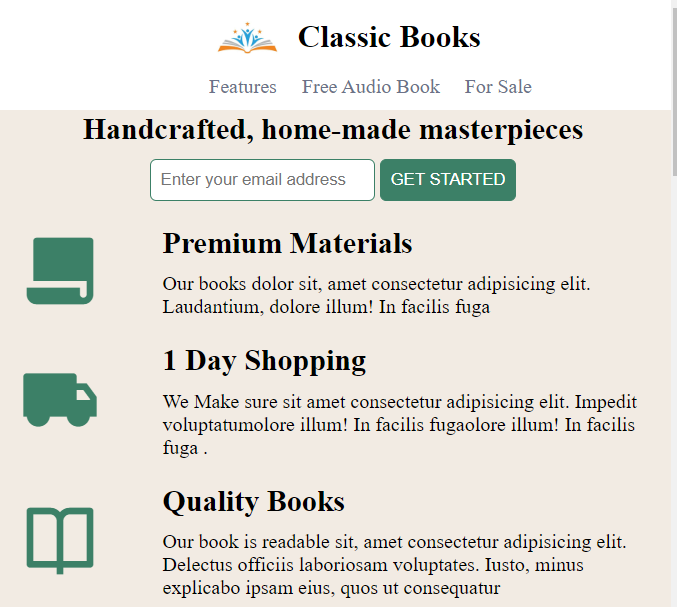 Classic Books
Features Free Audio Book For Sale
Handcrafted, home-made masterpieces
Enter your email address GET STARTED
Premium Materials
Our books dolor sit, amet consectetur adipisicing elit.
Laudantium, dolore illum! In facilis fuga
1 Day Shopping
We Make sure sit amet consectetur adipisicing elit. Impedit
voluptatumolore illum! In facilis fugaolore illum! In facilis
fuga .
Quality Books
Our book is readable sit, amet consectetur adipisicing elit.
Delectus officiis laboriosam voluptates. Iusto, minus
explicabo ipsam eius, quos ut consequatur